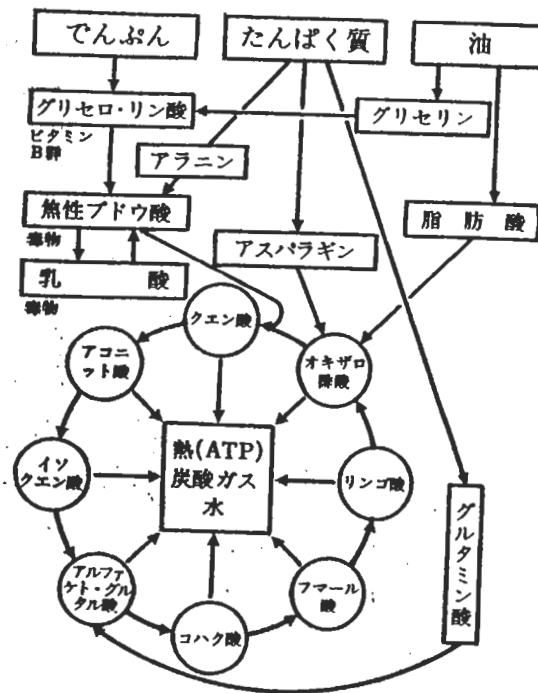 でんぷん
たんぱく質
油
グリセロ・リン酸
グリセリン
ビタミン
B群
アラニン
焦性ブドウ酸
脂肪酸
毒物
アスパラギン
乳酸
毒物
クエン酸
アコニ
ット酸
オキザロ
酢酸
熱(ATP)
炭酸ガス
水
イソ
クエン酸
リンゴ酸
グルタミン酸
アルファ
ケト・グル
タル酸
フマール
酸
コハク酸